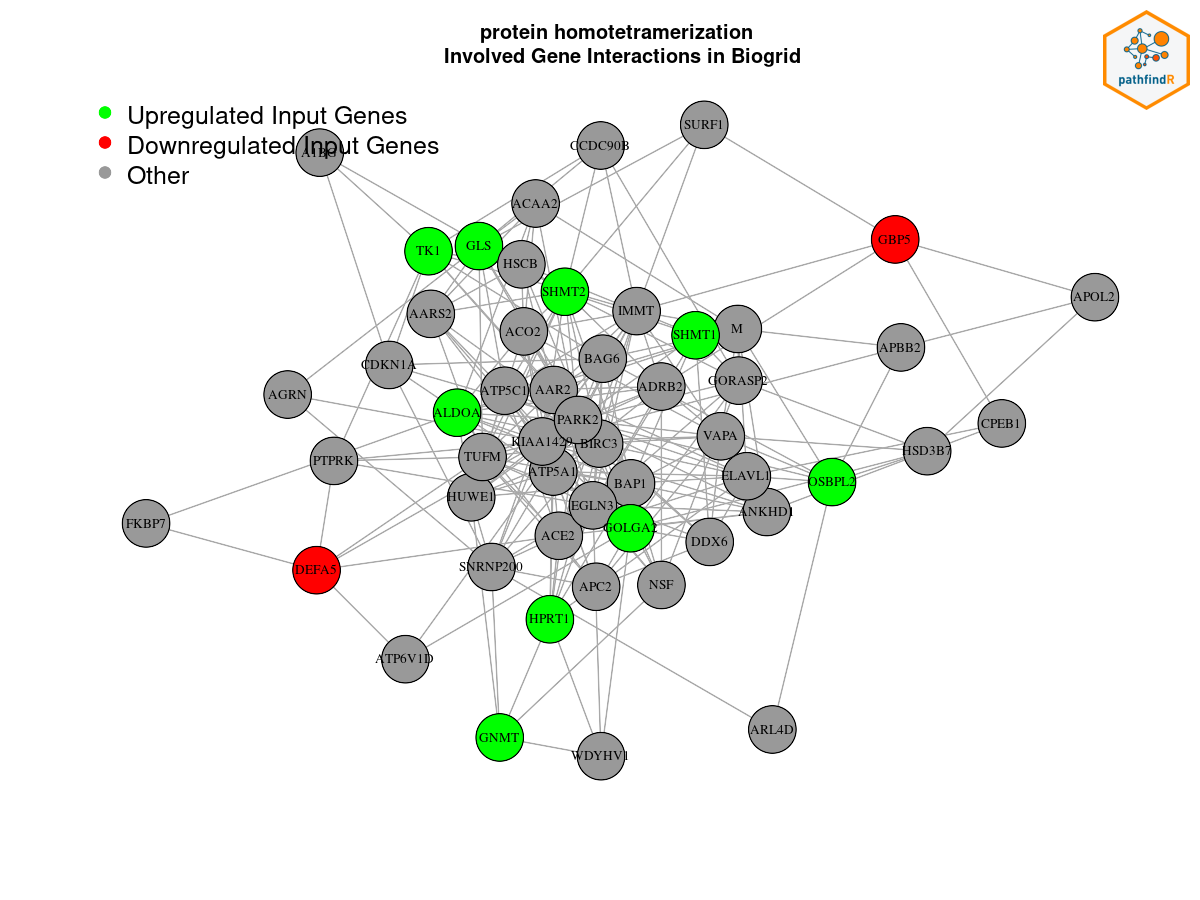 protein homotetramerization
Involved Gene Interactions in Biogrid
pathfindR
Upregulated Input Genes
Downregulated Input Genes
Other
SURF1
CCDC90B
ACAA2
GBP5
GLS
TK1
HSCB
SHMT2
APOL2
IMMT
AARS2
M
ACO2
SHMT1
APBB2
BAG6
CDKN1A
GORASP2
ADRB2
AAR2
ATP5C1
AGRN
ALDOA
PARK2
CPEB1
VAPA
KIAA1429
BIRC3
HSD3B7
TUFM
PTPRK
ATP5A1
ELAVL1
OSBPL2
BAP1
HUWE1
EGLN3
ANKHD1
FKBP7
GOLGA2
ACE2
DDX6
SNRNP200
DEFA5
NSF
APC2
HPRT1
ATP6V1D
ARL4D
GNMT
WDYHV1